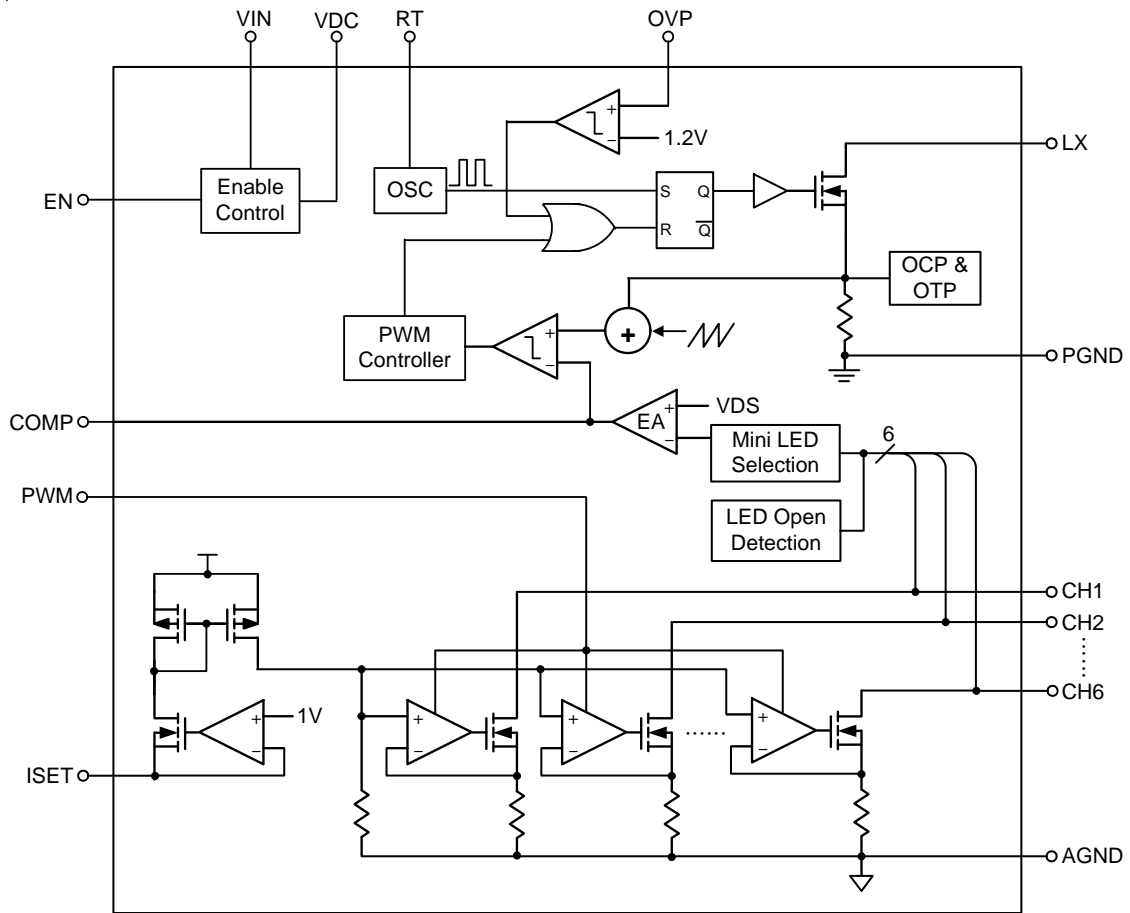 VIN
VDC
RT
OVP
+
−
1.2V
LX
EN
Enable
Control
OSC
S
Q
R
Q̅
OCP &
OTP
PWM
Controller
+
−
+
PGND
COMP
EA
+
−
VDS
Mini LED
Selection
6
PWM
LED Open
Detection
CH1
CH2
CH6
+
−
1V
+
−
+
−
+
−
ISET
AGND